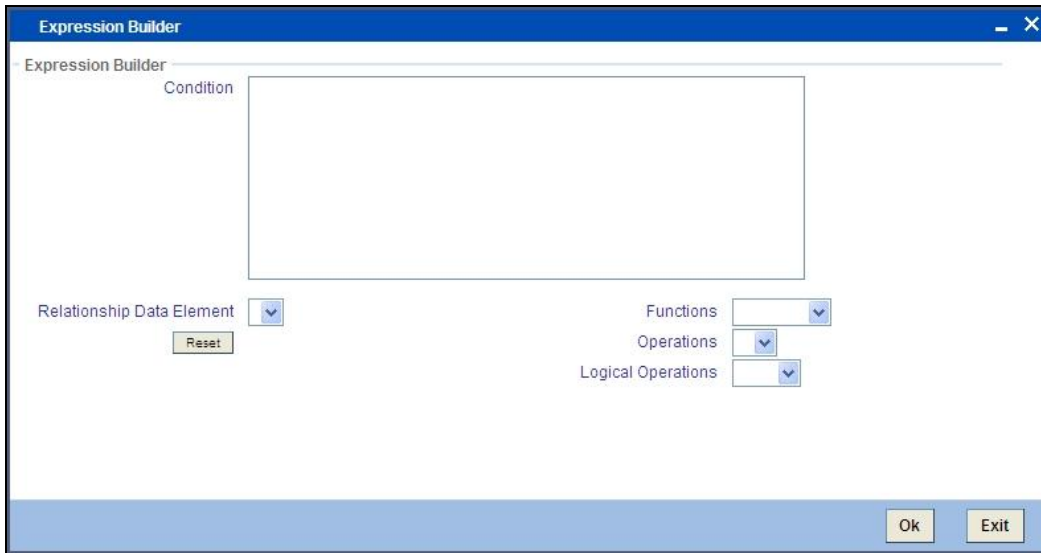 Expression Builder
Expression Builder
Condition
Relationship Data Element
Reset
Functions
Operations
Logical Operations
Ok
Exit